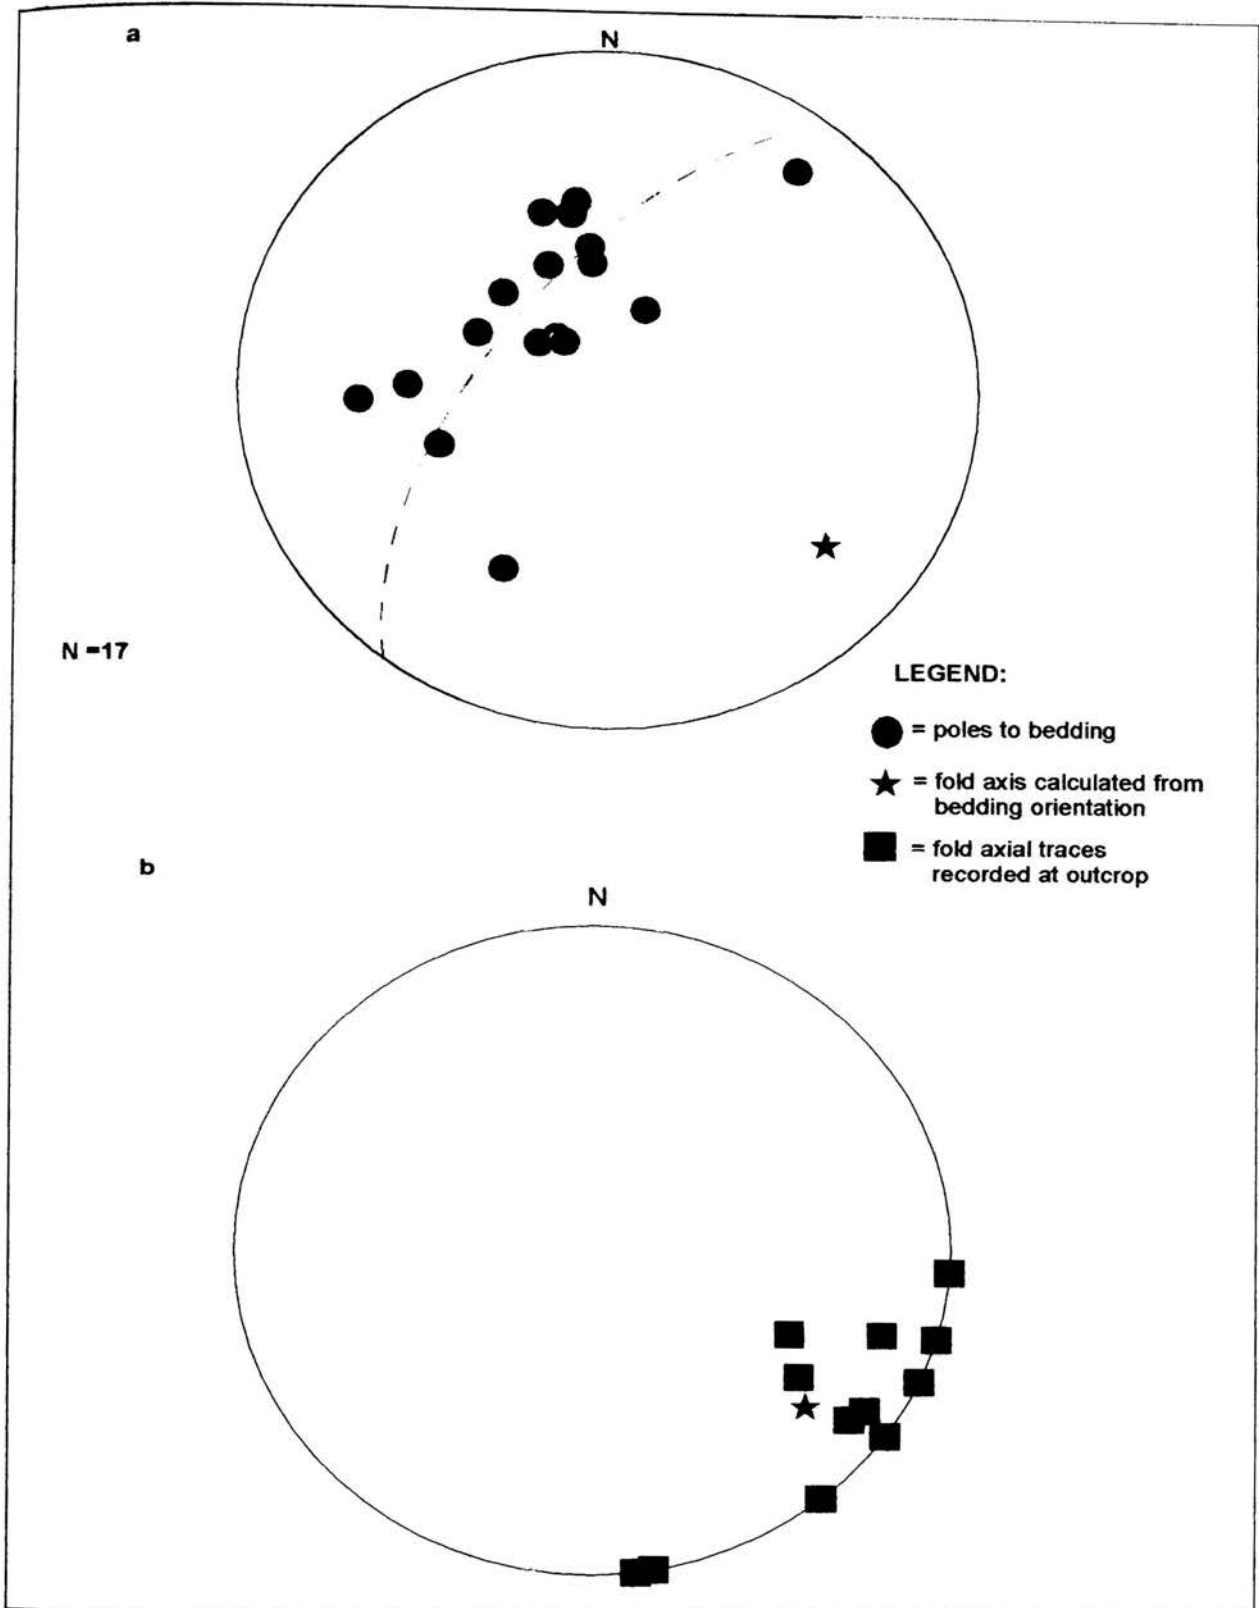 a
N
N =17
LEGEND:
= poles to bedding
= fold axis calculated from
bedding orientation
= fold axial traces
recorded at outcrop
b
N